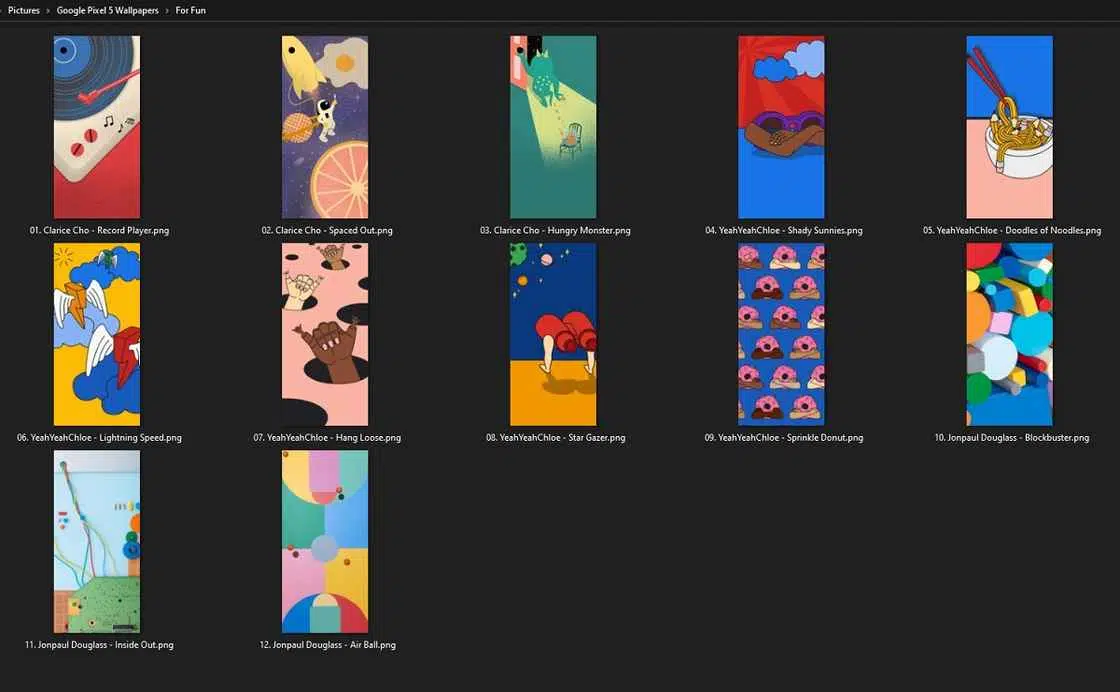 Pictures > Google Pixel 5 Wallpapers > For Fun
01. Clarice Cho - Record Player.png
02. Clarice Cho - Spaced Out.png
03. Clarice Cho - Hungry Monster.png
04. YeahYeahChloe - Shady Sunnies.png
05. YeahYeahChloe - Doodles of Noodles.png
06. YeahYeahChloe - Lightning Speed.png
07. YeahYeahChloe - Hang Loose.png
08. YeahYeahChloe - Star Gazer.png
09. YeahYeahChloe - Sprinkle Donut.png
10. Jonpaul Douglass - Blockbuster.png
11. Jonpaul Douglass - Inside Out.png
12. Jonpaul Douglass - Air Ball.png